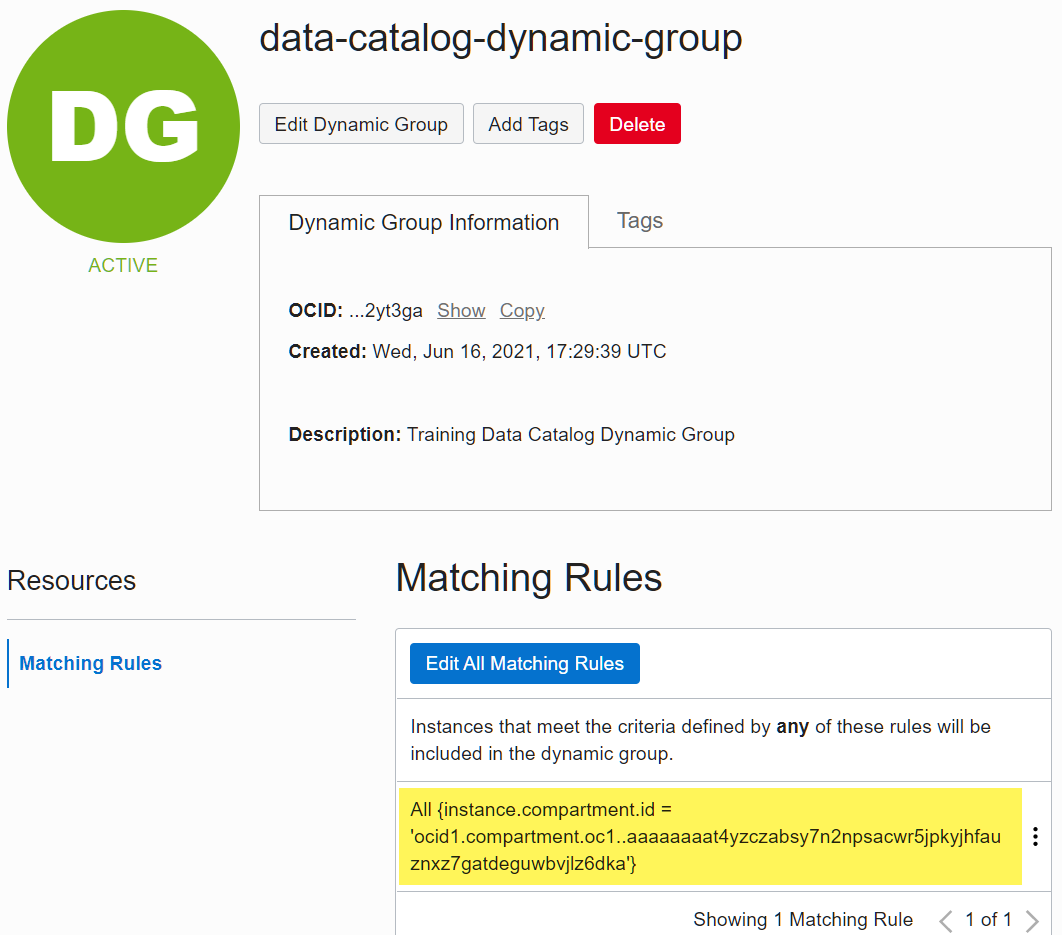 DG
ACTIVE
data-catalog-dynamic-group
Edit Dynamic Group
Add Tags
Delete
Dynamic Group Information
Tags
OCID: ...2yt3ga Show Copy
Created: Wed, Jun 16, 2021, 17:29:39 UTC
Description: Training Data Catalog Dynamic Group
Resources
Matching Rules
Matching Rules
Edit All Matching Rules
Instances that meet the criteria defined by any of these rules will be
included in the dynamic group.
All {instance.compartment.id =
'ocid1.compartment.oc1..aaaaaaaat4yzczabsy7n2npsacwr5jpkyjhfau
znxz7gatdeguwbvjlz6dka'}
Showing 1 Matching Rule
1 of 1